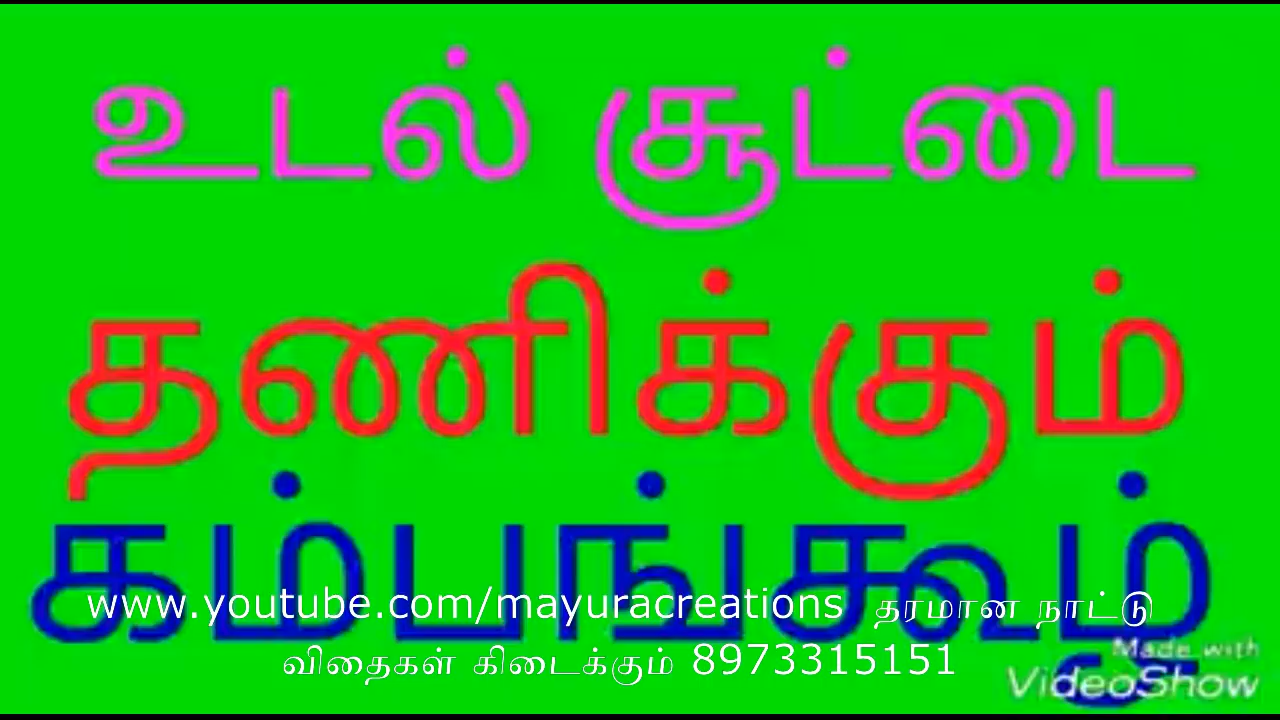 உடல் சூட்டை
தணிக்கும்
கம்பங்கூழ்
www.youtube.com/mayuracreations தரமான நாட்டு
விதைகள் கிடைக்கும் 8973315151
Made with
VideoShow